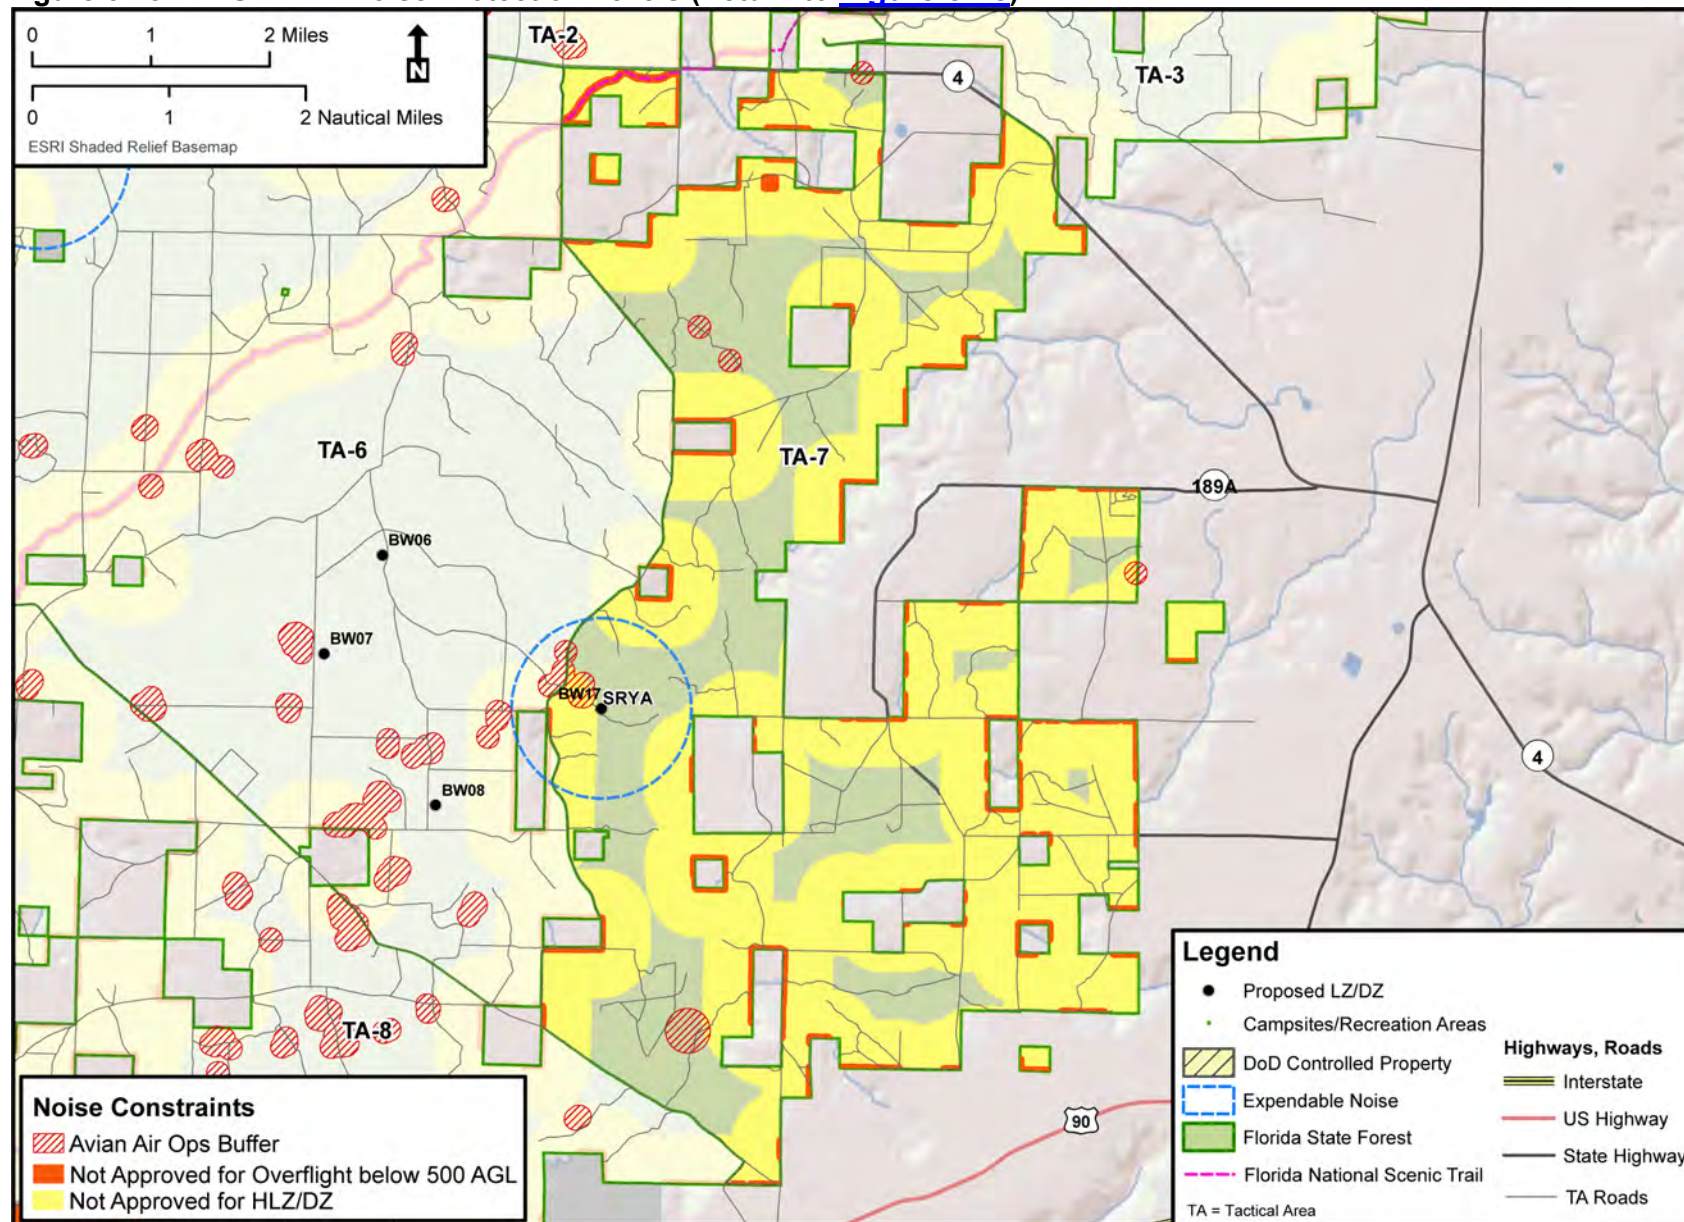 0 1 2 Miles
N
0 1 2 Nautical Miles
ESRI Shaded Relief Basemap
TA-2
4
TA-3
TA-6
TA-7
189A
BW06
BW07
BW17
SRYA
BW08
4
TA-8
90
Noise Constraints
Avian Air Ops Buffer
Not Approved for Overflight below 500 AGL
Not Approved for HLZ/DZ
Legend
Proposed LZ/DZ
Campsites/Recreation Areas
DoD Controlled Property
Expendable Noise
Florida State Forest
Florida National Scenic Trail
TA = Tactical Area
Highways, Roads
Interstate
US Highway
State Highway
TA Roads